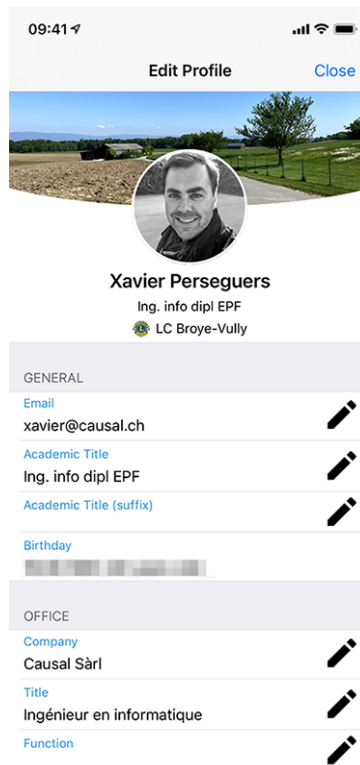 09:41
Edit Profile
Close
Xavier Perseguers
Ing. info dipl EPF
LC Broye-Vully
GENERAL
Email
xavier@causal.ch
Academic Title
Ing. info dipl EPF
Academic Title (suffix)
Birthday
OFFICE
Company
Causal Sàrl
Title
Ingénieur en informatique
Function